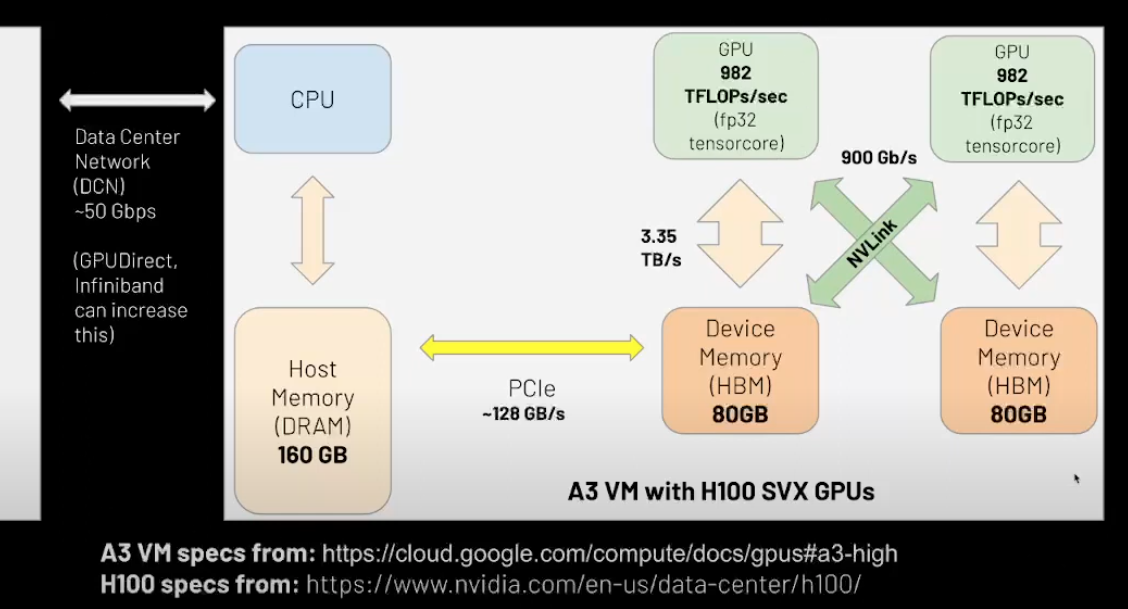 Data Center
Network
(DCN)
~50 Gbps
(GPUDirect,
Infiniband
can increase
this)
CPU
Host
Memory
(DRAM)
160 GB
PCIe
~128 GB/s
GPU
982
TFLOPs/sec
(fp32
tensorcore)
3.35
TB/s
Device
Memory
(HBM)
80GB
900 Gb/s
NVLink
GPU
982
TFLOPs/sec
(fp32
tensorcore)
Device
Memory
(HBM)
80GB
A3 VM with H100 SVX GPUs
A3 VM specs from: https://cloud.google.com/compute/docs/gpus#a3-high
H100 specs from: https://www.nvidia.com/en-us/data-center/h100/